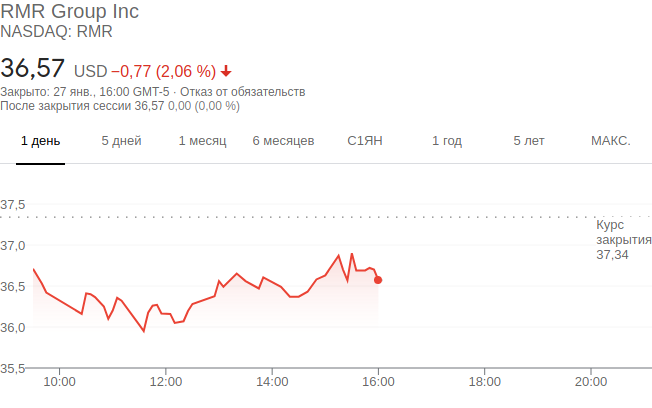 RMR Group Inc
NASDAQ: RMR
36,57 USD −0,77 (2,06 %)
Закрыто: 27 янв., 16:00 GMT-5 · Отказ от обязательств
После закрытия сессии 36,57 0,00 (0,00 %)
1 день 5 дней 1 месяц 6 месяцев С1ЯН 1 год 5 лет МАКС.
37,5
Курс
закрытия
37,34
37,0
36,5
36,0
35,5
10:00 12:00 14:00 16:00 18:00 20:00